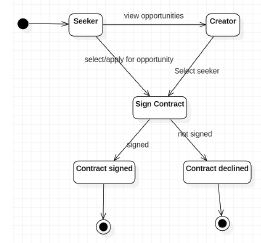 view opportunities
Seeker
Creator
select/apply for opportunity
Select seeker
Sign Contract
signed
not signed
Contract signed
Contract declined